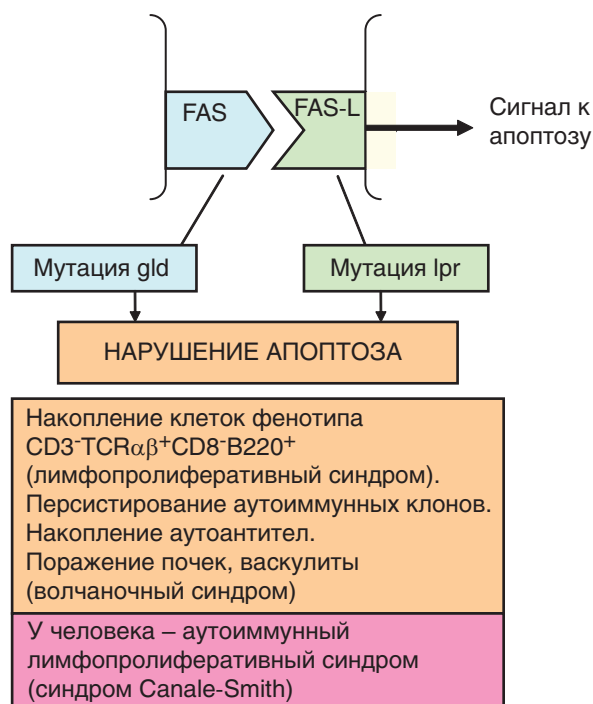 FAS
FAS-L
Сигнал к
апоптозу
Мутация gld
Мутация lpr
НАРУШЕНИЕ АПОПТОЗА
Накопление клеток фенотипа
CD3⁻TCRαβ⁺CD8⁻B220⁺
(лимфопролиферативный синдром).
Персистирование аутоиммунных клонов.
Накопление аутоантител.
Поражение почек, васкулиты
(волчаночный синдром)
У человека – аутоиммунный
лимфопролиферативный синдром
(синдром Canale-Smith)